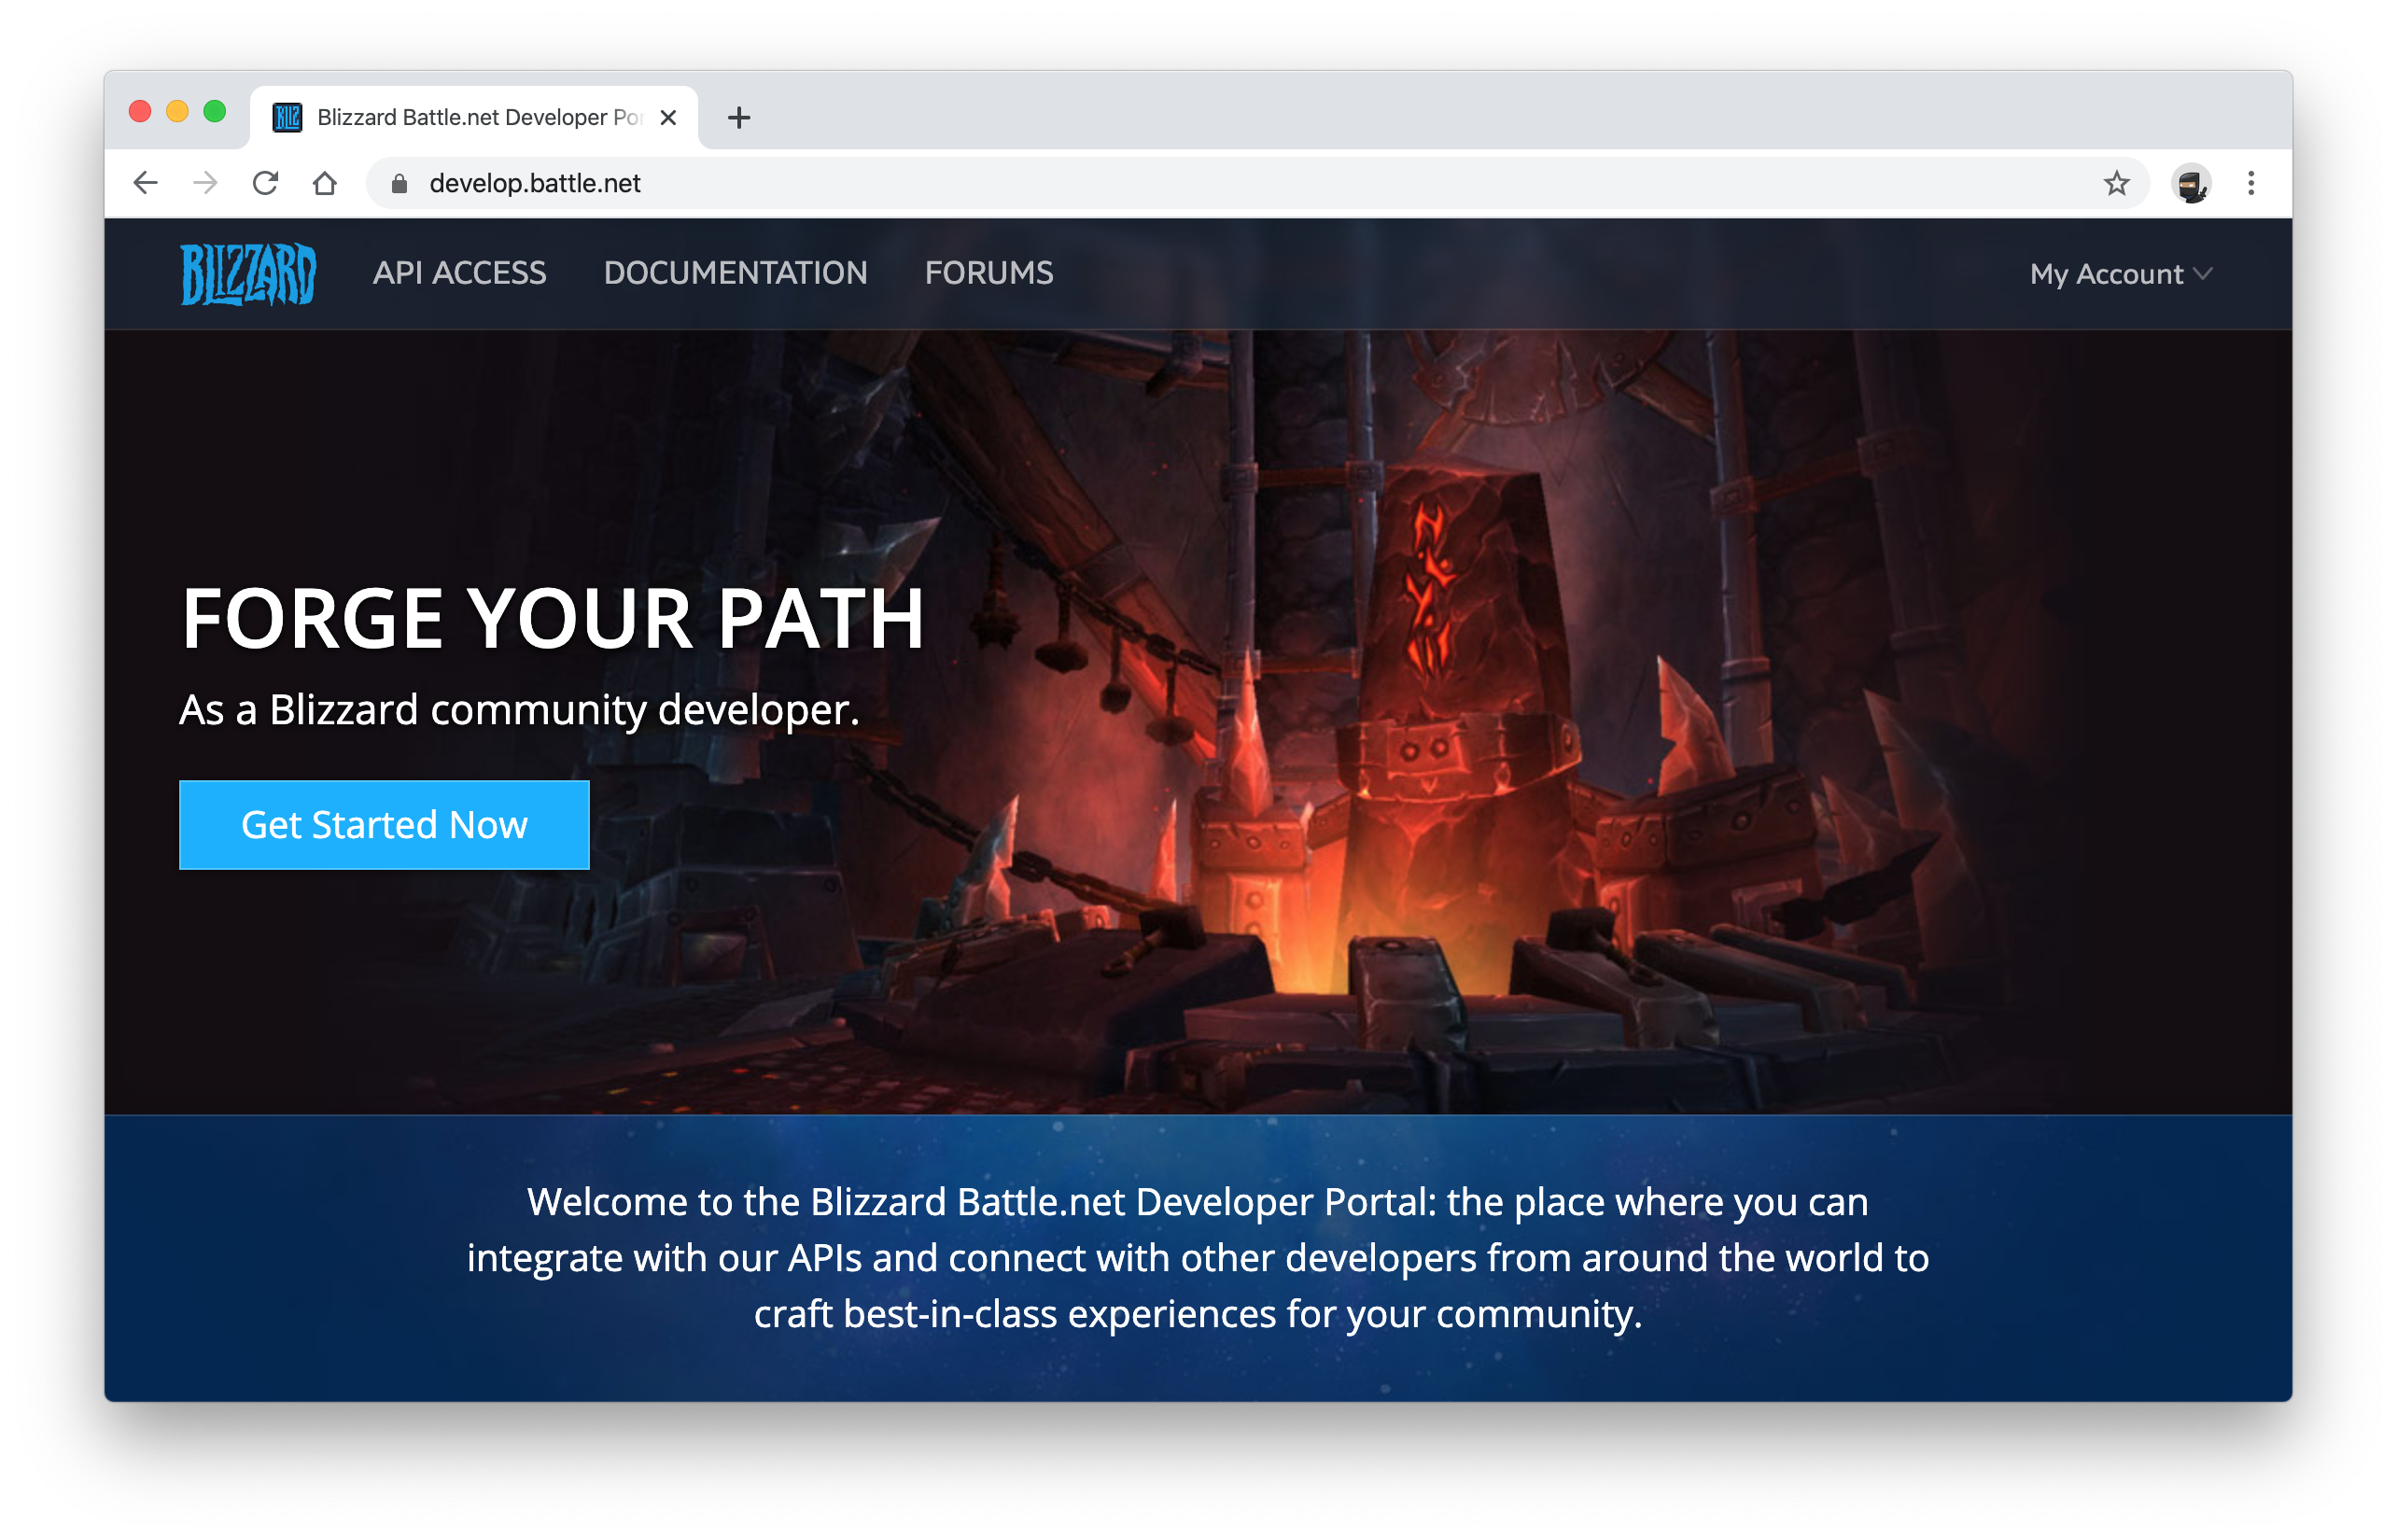 Blizzard Battle.net Developer Por
develop.battle.net
BLIZZARD API ACCESS DOCUMENTATION FORUMS My Account
FORGE YOUR PATH
As a Blizzard community developer.
Get Started Now
Welcome to the Blizzard Battle.net Developer Portal: the place where you can
integrate with our APIs and connect with other developers from around the world to
craft best-in-class experiences for your community.